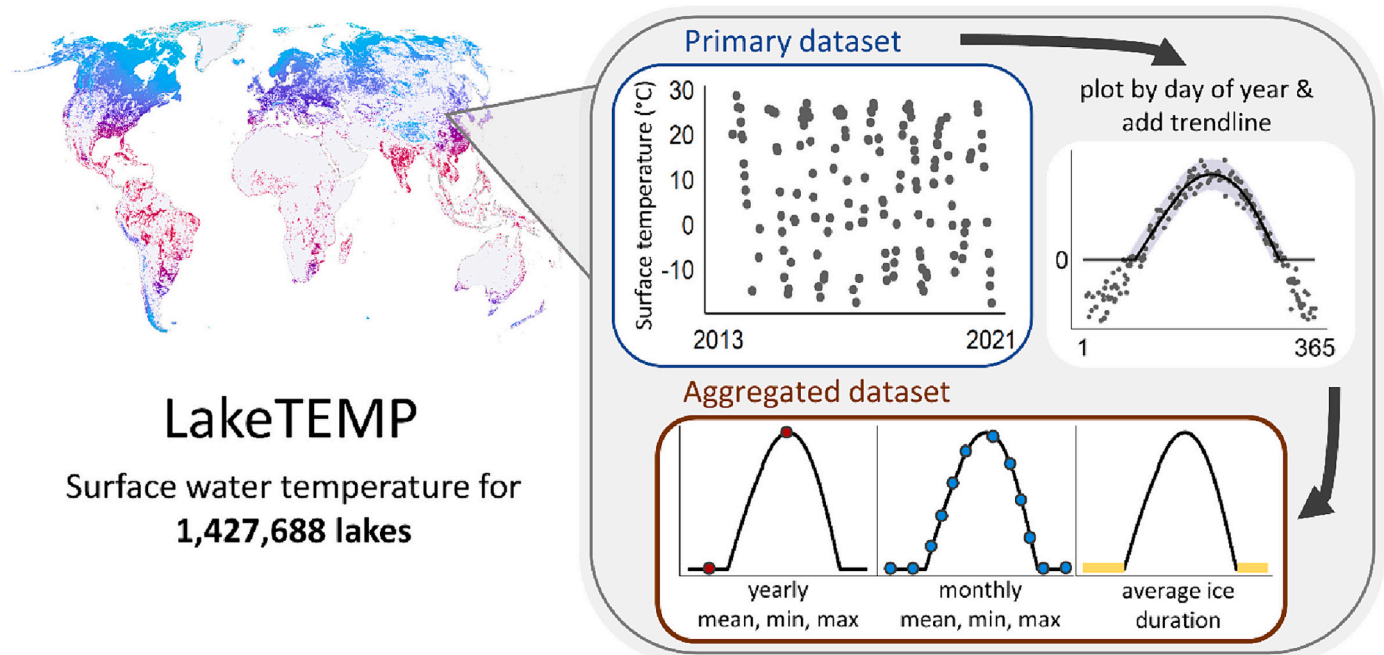 LakeTEMP
Surface water temperature for
1,427,688 lakes
Primary dataset
Surface temperature (°C)
30
20
10
0
-10
2013
2021
plot by day of year &
add trendline
0
1
365
Aggregated dataset
yearly
mean, min, max
monthly
mean, min, max
average ice
duration